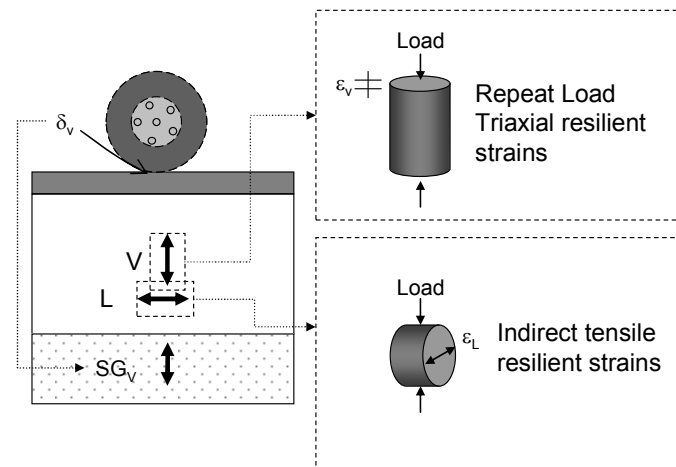 δv
V
L
SGV
Load
εv
Repeat Load
Triaxial resilient
strains
Load
εL
Indirect tensile
resilient strains